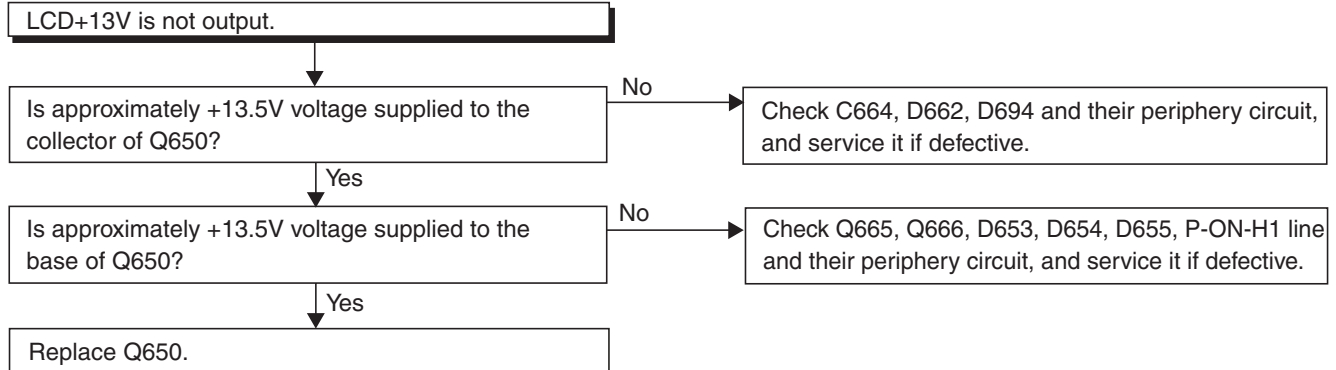 LCD+13V is not output.
Is approximately +13.5V voltage supplied to the
collector of Q650?
No
Check C664, D662, D694 and their periphery circuit,
and service it if defective.
Yes
Is approximately +13.5V voltage supplied to the
base of Q650?
No
Check Q665, Q666, D653, D654, D655, P-ON-H1 line
and their periphery circuit, and service it if defective.
Yes
Replace Q650.